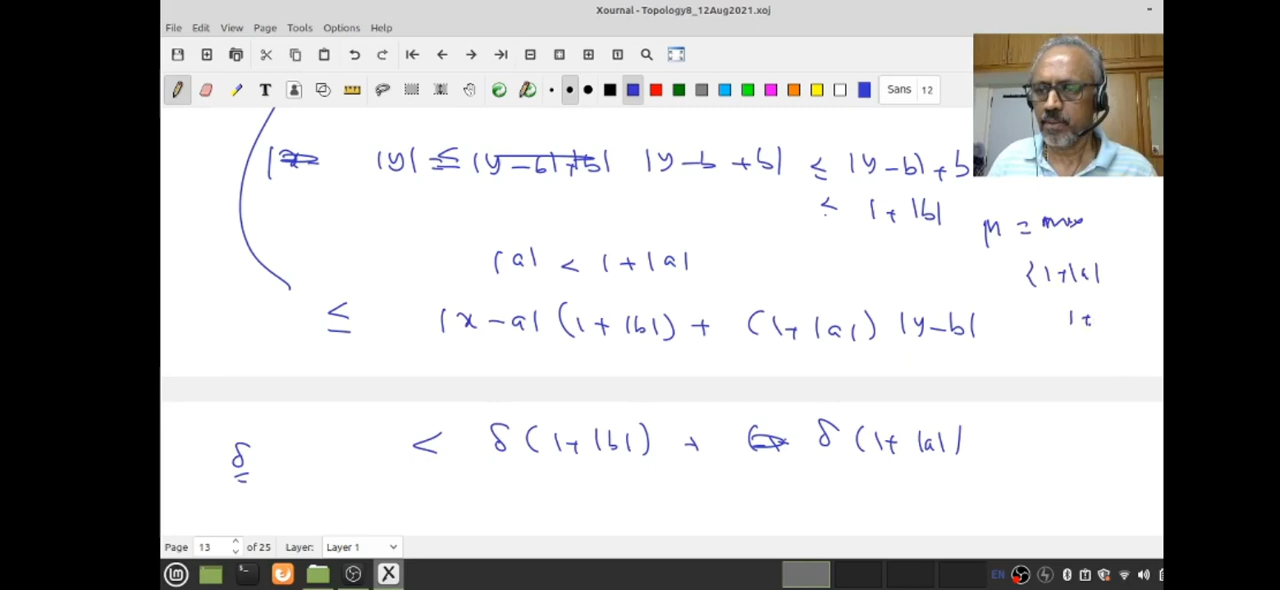 Xournal - Topology8_12Aug2021.xoj
File Edit View Page Tools Options Help
Sans 12
|y| ≤ |y-b|+|b| |y-b+b| ≤ |y-b|+b
< 1+|b|
M = max
|a| < 1+|a|
{1+|a|
≤ |x-a| (1+|b|) + (1+|a|) |y-b|
1+
δ < δ(1+|b|) + δ(1+|a|)
Page 13 of 25 Layer: Layer 1
EN